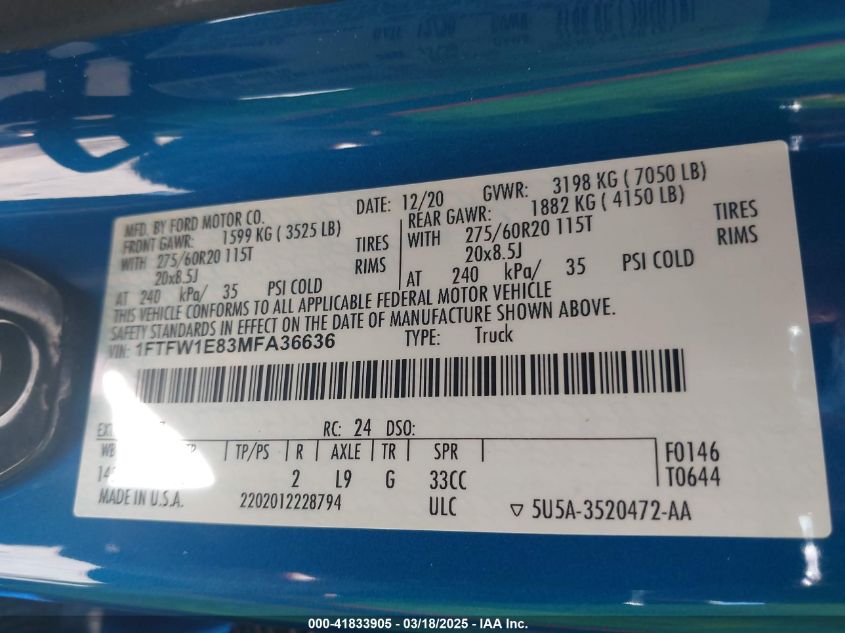 MFD. BY FORD MOTOR CO.
DATE: 12/20 GVWR: 3198 KG ( 7050 LB)
FRONT GAWR: 1599 KG ( 3525 LB)
REAR GAWR: 1882 KG ( 4150 LB)
WITH 275/60R20 115T TIRES
WITH 275/60R20 115T TIRES
20x8.5J RIMS
20x8.5J RIMS
AT 240 kPa/ 35 PSI COLD
AT 240 kPa/ 35 PSI COLD
THIS VEHICLE CONFORMS TO ALL APPLICABLE FEDERAL MOTOR VEHICLE
SAFETY STANDARDS IN EFFECT ON THE DATE OF MANUFACTURE SHOWN ABOVE.
VIN: 1FTFW1E83MFA36636 TYPE: Truck
RC: 24 DSO:
WB TP/PS R AXLE TR SPR F0146
2 L9 G 33CC T0644
MADE IN U.S.A. 2202012228794 ULC ▽ 5U5A-3520472-AA
000-41833905 - 03/18/2025 - IAA Inc.